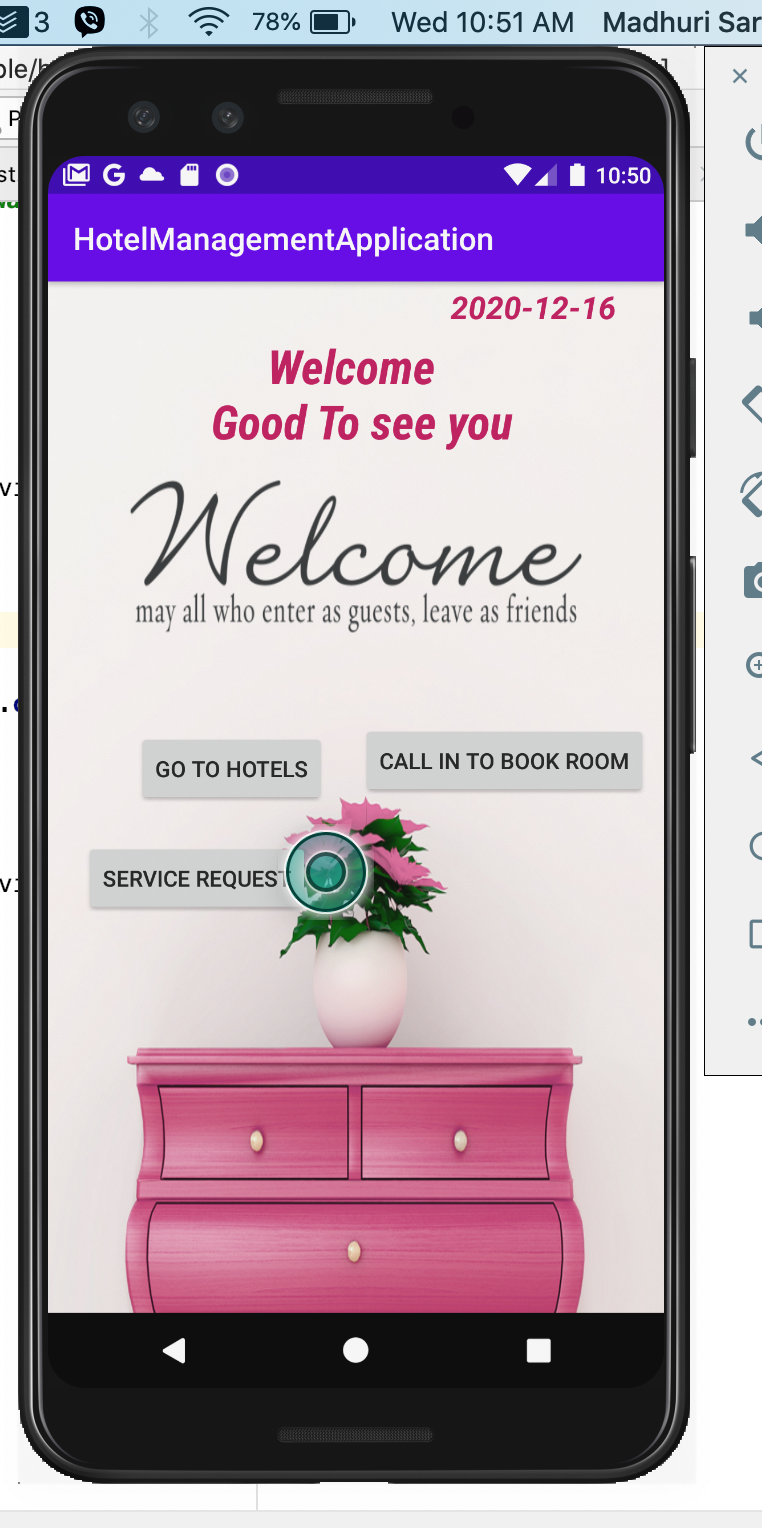 3 78% Wed 10:51 AM Madhuri Sar
ple/h
P
st
10:50
HotelManagementApplication
2020-12-16
Welcome
Good To see you
Welcome
may all who enter as guests, leave as friends
GO TO HOTELS
CALL IN TO BOOK ROOM
SERVICE REQUEST